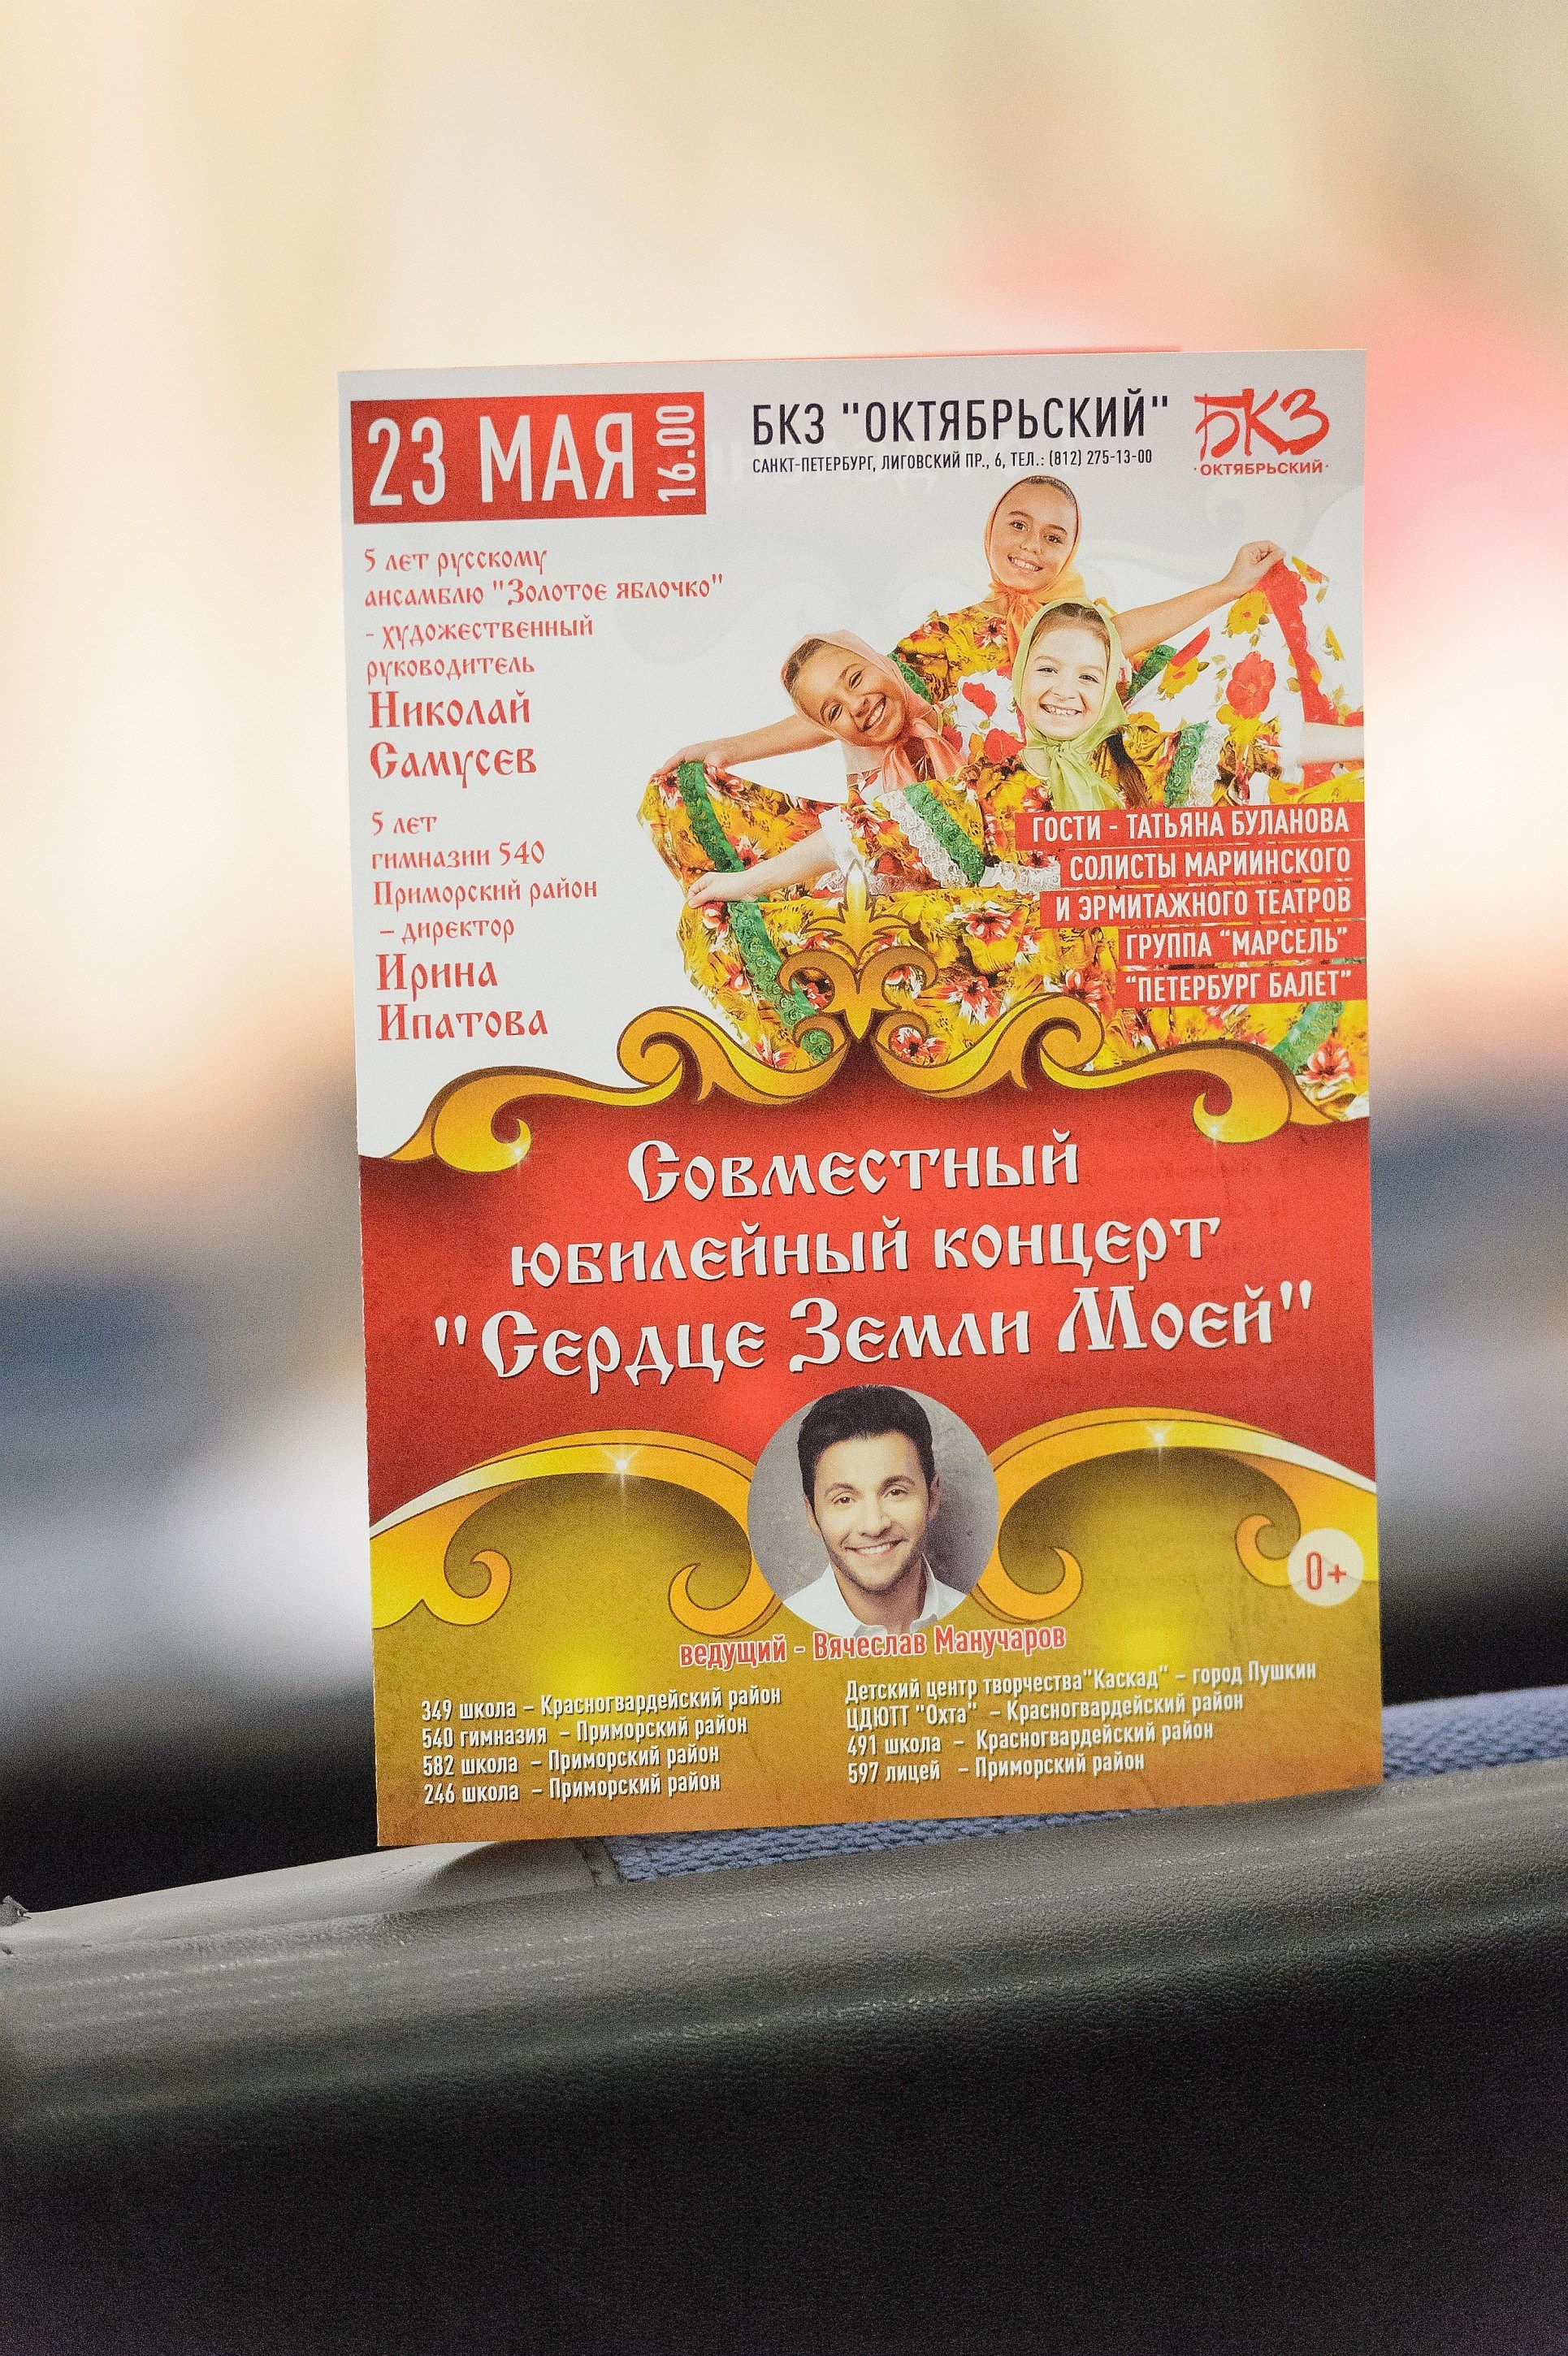 23 МАЯ 16.00
БКЗ "ОКТЯБРЬСКИЙ"
САНКТ-ПЕТЕРБУРГ, ЛИГОВСКИЙ ПР., 6, ТЕЛ.: (812) 275-13-00
БКЗ
·ОКТЯБРЬСКИЙ·
5 лет русскому
ансамблю "Золотое яблочко"
- художественный
руководитель
Николай
Самусев
5 лет
гимназии 540
Приморский район
– директор
Ирина
Ипатова
ГОСТИ - ТАТЬЯНА БУЛАНОВА
СОЛИСТЫ МАРИИНСКОГО
И ЭРМИТАЖНОГО ТЕАТРОВ
ГРУППА “МАРСЕЛЬ”
“ПЕТЕРБУРГ БАЛЕТ”
Совместный
юбилейный концерт
"Сердце Земли Моей"
0+
ведущий - Вячеслав Манучаров
349 школа – Красногвардейский район
540 гимназия – Приморский район
582 школа – Приморский район
246 школа – Приморский район
Детский центр творчества"Каскад" – город Пушкин
ЦДЮТТ "Охта" – Красногвардейский район
491 школа – Красногвардейский район
597 лицей – Приморский район